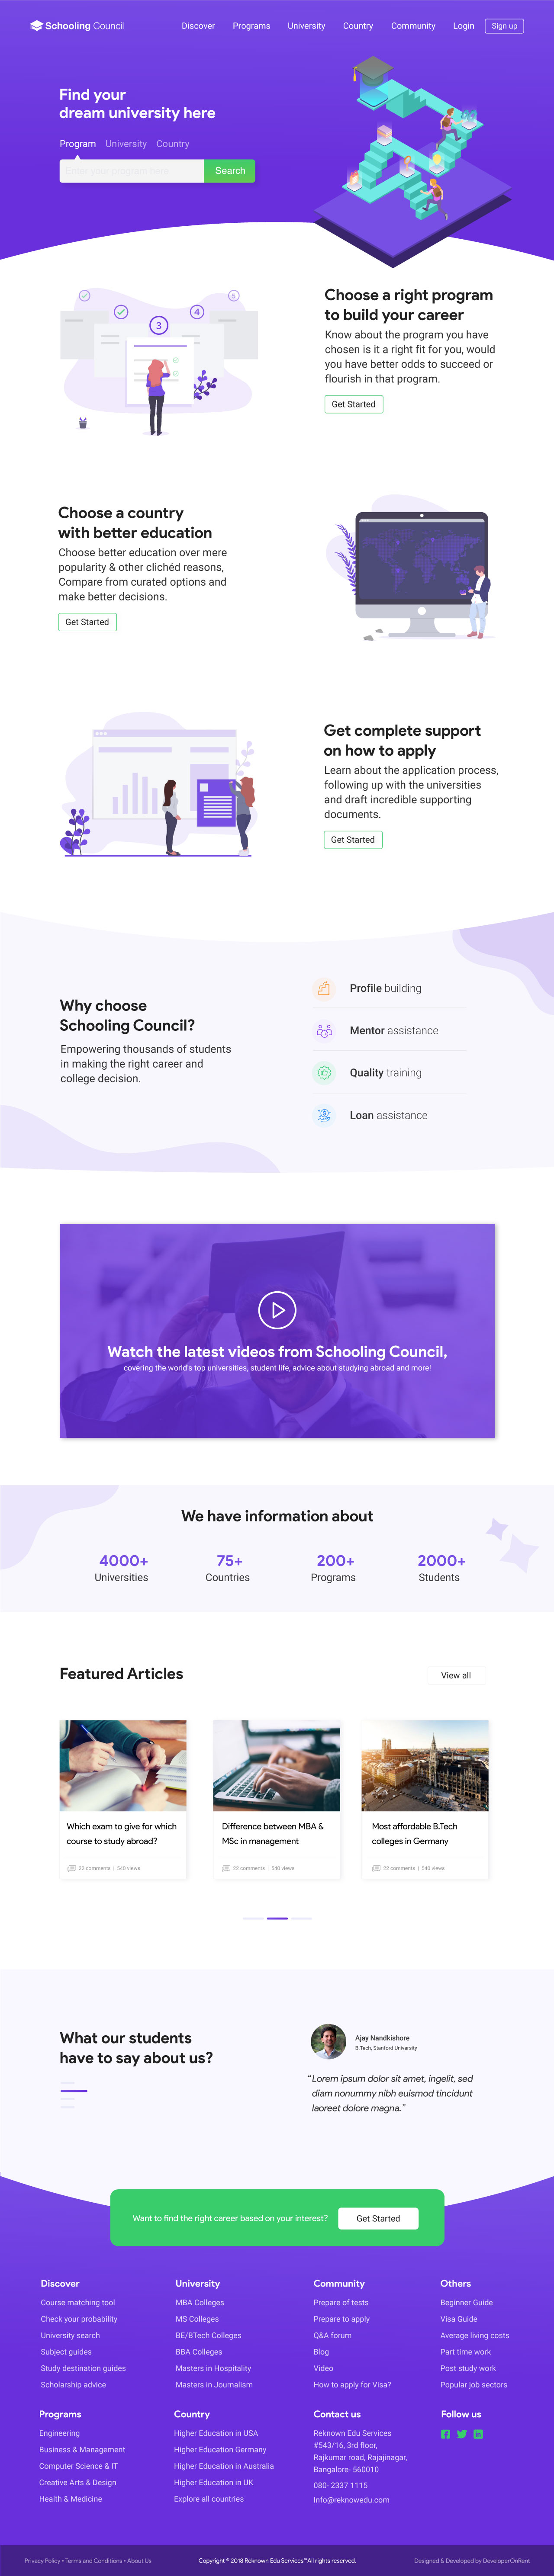 Schooling Council
Discover Programs University Country Community Login Sign up
Find your
dream university here
Program University Country
Enter your program here Search
5
4
3
Choose a right program
to build your career
Know about the program you have
chosen is it a right fit for you, would
you have better odds to succeed or
flourish in that program.
Get Started
Choose a country
with better education
Choose better education over mere
popularity & other clichéd reasons,
Compare from curated options and
make better decisions.
Get Started
Get complete support
on how to apply
Learn about the application process,
following up with the universities
and draft incredible supporting
documents.
Get Started
Why choose
Schooling Council?
Empowering thousands of students
in making the right career and
college decision.
Profile building
Mentor assistance
Quality training
Loan assistance
Watch the latest videos from Schooling Council,
covering the world's top universities, student life, advice about studying abroad and more!
We have information about
4000+ 75+ 200+ 2000+
Universities Countries Programs Students
Featured Articles
View all
Which exam to give for which
course to study abroad?
22 comments | 540 views
Difference between MBA &
MSc in management
22 comments | 540 views
Most affordable B.Tech
colleges in Germany
22 comments | 540 views
What our students
have to say about us?
Ajay Nandkishore
B.Tech, Stanford University
“Lorem ipsum dolor sit amet, ingelit, sed
diam nonummy nibh euismod tincidunt
laoreet dolore magna.”
Want to find the right career based on your interest? Get Started
Discover
Course matching tool
Check your probability
University search
Subject guides
Study destination guides
Scholarship advice
University
MBA Colleges
MS Colleges
BE/BTech Colleges
BBA Colleges
Masters in Hospitality
Masters in Journalism
Community
Prepare of tests
Prepare to apply
Q&A forum
Blog
Video
How to apply for Visa?
Others
Beginner Guide
Visa Guide
Average living costs
Part time work
Post study work
Popular job sectors
Programs
Engineering
Business & Management
Computer Science & IT
Creative Arts & Design
Health & Medicine
Country
Higher Education in USA
Higher Education Germany
Higher Education in Australia
Higher Education in UK
Explore all countries
Contact us
Reknown Edu Services
#543/16, 3rd floor,
Rajkumar road, Rajajinagar,
Bangalore- 560010
080- 2337 1115
Info@reknowedu.com
Follow us
Privacy Policy • Terms and Conditions • About Us
Copyright © 2018 Reknown Edu Services™ All rights reserved.
Designed & Developed by DeveloperOnRent